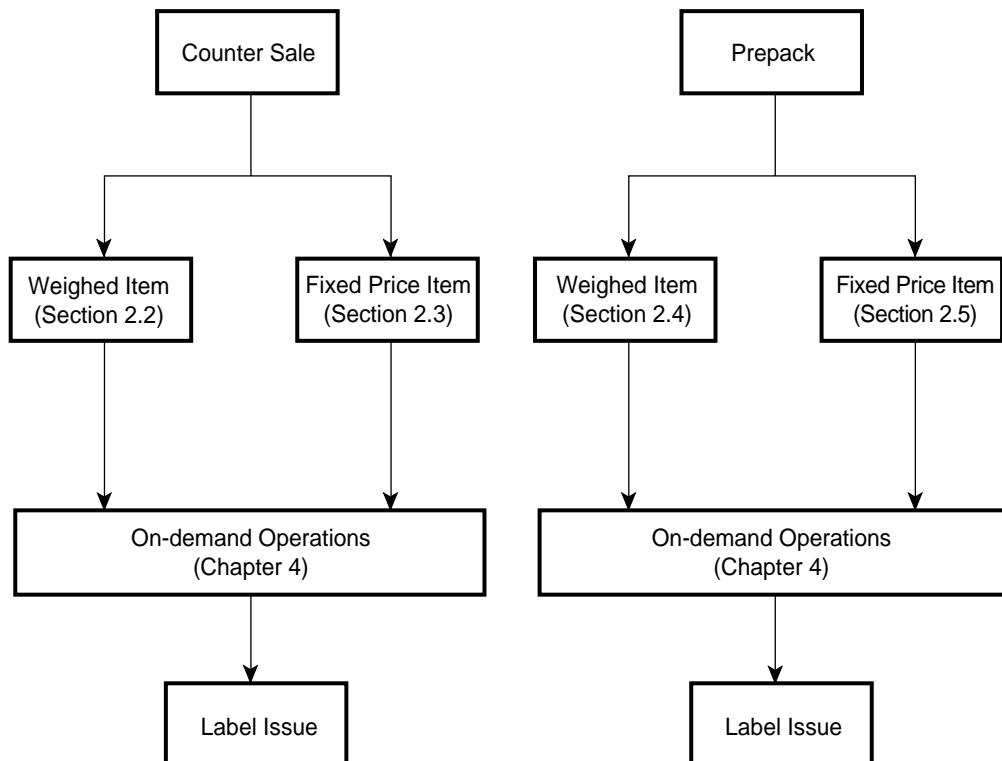 Counter Sale
Prepack
Weighed Item
(Section 2.2)
Fixed Price Item
(Section 2.3)
Weighed Item
(Section 2.4)
Fixed Price Item
(Section 2.5)
On-demand Operations
(Chapter 4)
On-demand Operations
(Chapter 4)
Label Issue
Label Issue